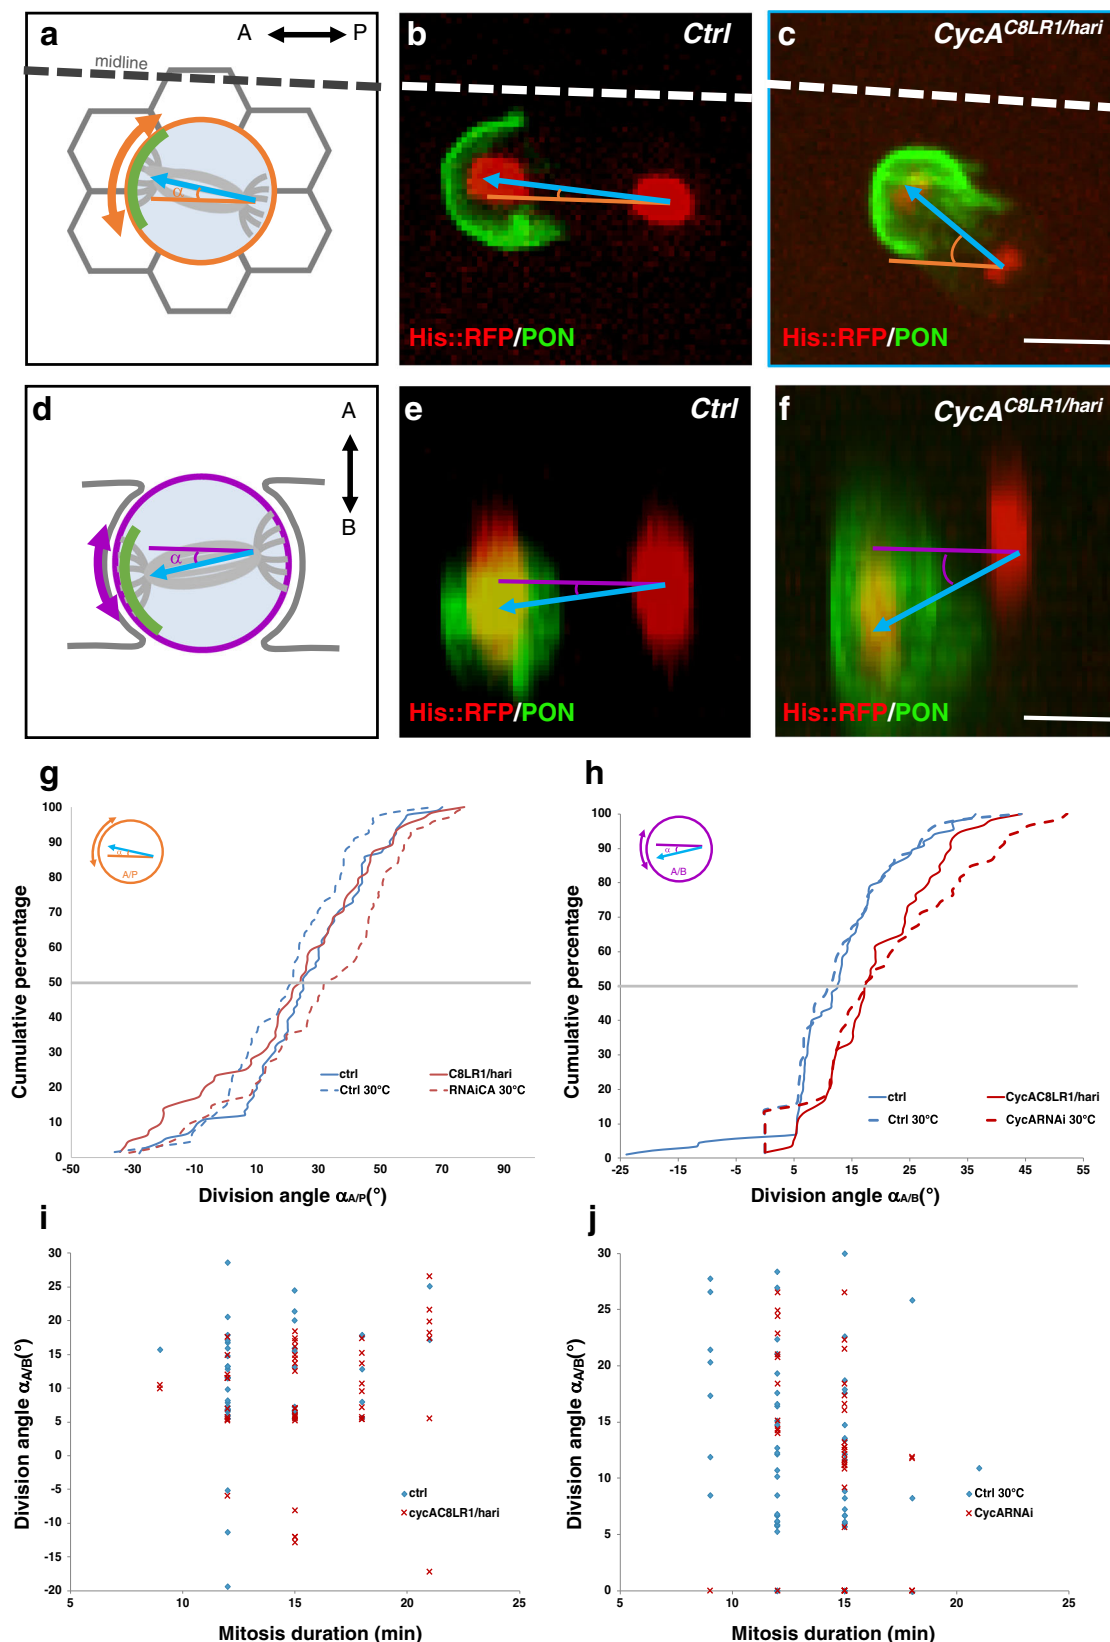 a
A
P
midline
α
b
Ctrl
His::RFP/PON
c
CycA^C8LR1/hari
His::RFP/PON
d
A
B
α
e
Ctrl
His::RFP/PON
f
CycA^C8LR1/hari
His::RFP/PON
g
Cumulative percentage
100
90
80
70
60
50
40
30
20
10
0
α
A/P
ctrl
C8LR1/hari
Ctrl 30°C
RNAiCA 30°C
-50
-30
-10
10
30
50
70
90
Division angle αA/P(°)
h
Cumulative percentage
100
90
80
70
60
50
40
30
20
10
0
α
A/B
ctrl
CycAC8LR1/hari
Ctrl 30°C
CycARNAi 30°C
-25
-15
-5
5
15
25
35
45
55
Division angle αA/B(°)
i
Division angle αA/B(°)
30
25
20
15
10
5
0
-5
-10
-15
-20
ctrl
cycAC8LR1/hari
5
10
15
20
25
Mitosis duration (min)
j
Division angle αA/B(°)
30
25
20
15
10
5
0
Ctrl 30°C
CycARNAi
5
10
15
20
25
Mitosis duration (min)